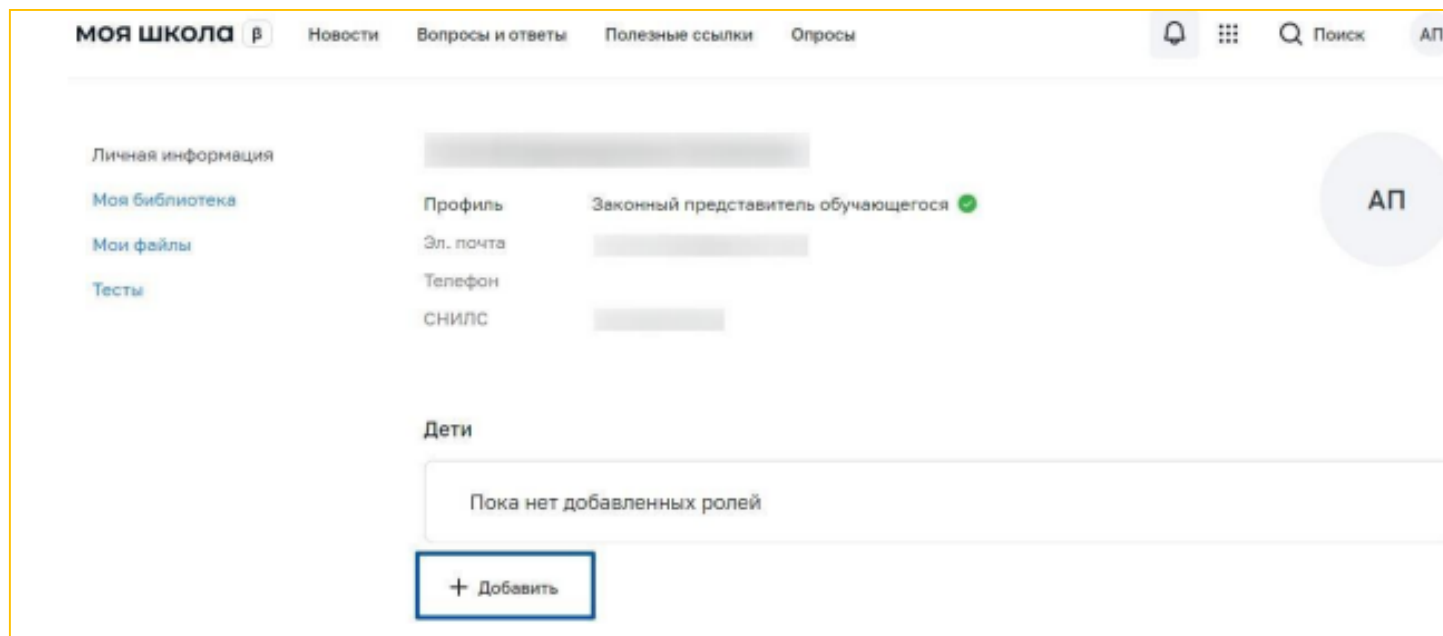 моя школа β Новости Вопросы и ответы Полезные ссылки Опросы Поиск АП
Личная информация
Моя библиотека
Мои файлы
Тесты
Профиль Законный представитель обучающегося
Эл. почта
Телефон
СНИЛС
АП
Дети
Пока нет добавленных ролей
+ Добавить